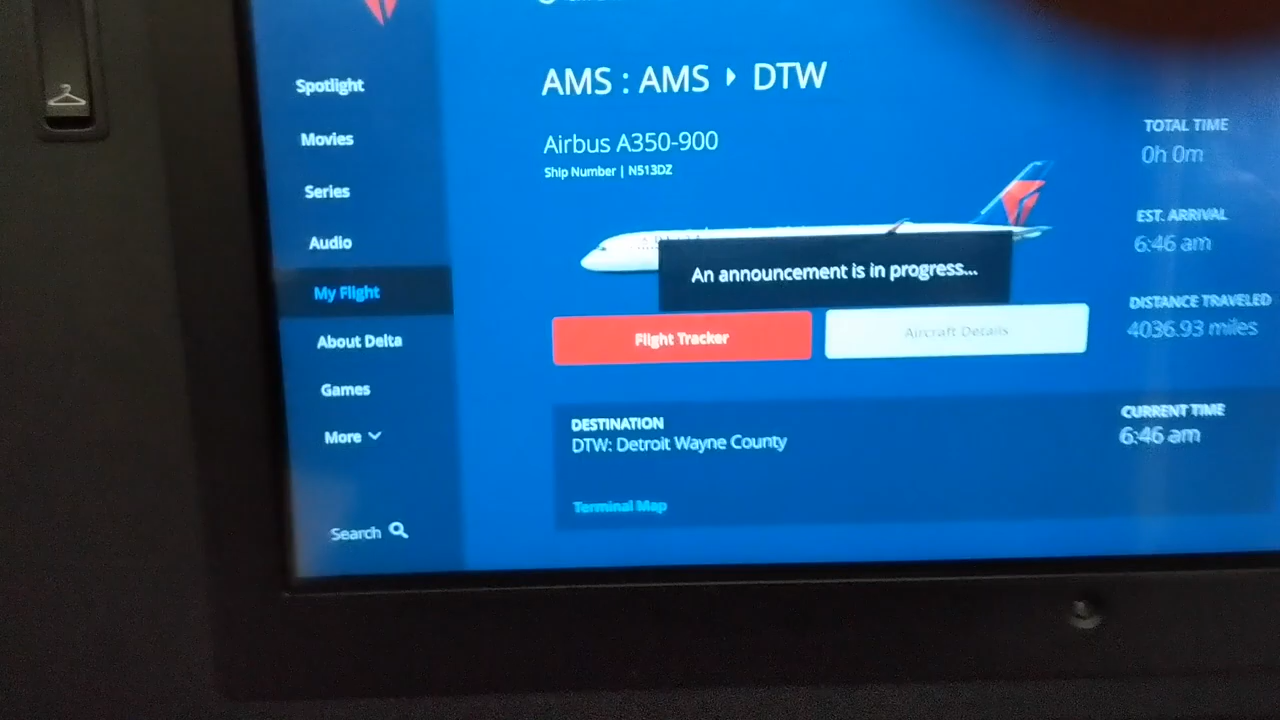 AMS : AMS ▸ DTW
Airbus A350-900
Ship Number | N513DZ
Spotlight
Movies
Series
Audio
My Flight
About Delta
Games
More
Search
An announcement is in progress...
Flight Tracker
Aircraft Details
DESTINATION
DTW: Detroit Wayne County
Terminal Map
TOTAL TIME
0h 0m
EST. ARRIVAL
6:46 am
DISTANCE TRAVELED
4036.93 miles
CURRENT TIME
6:46 am